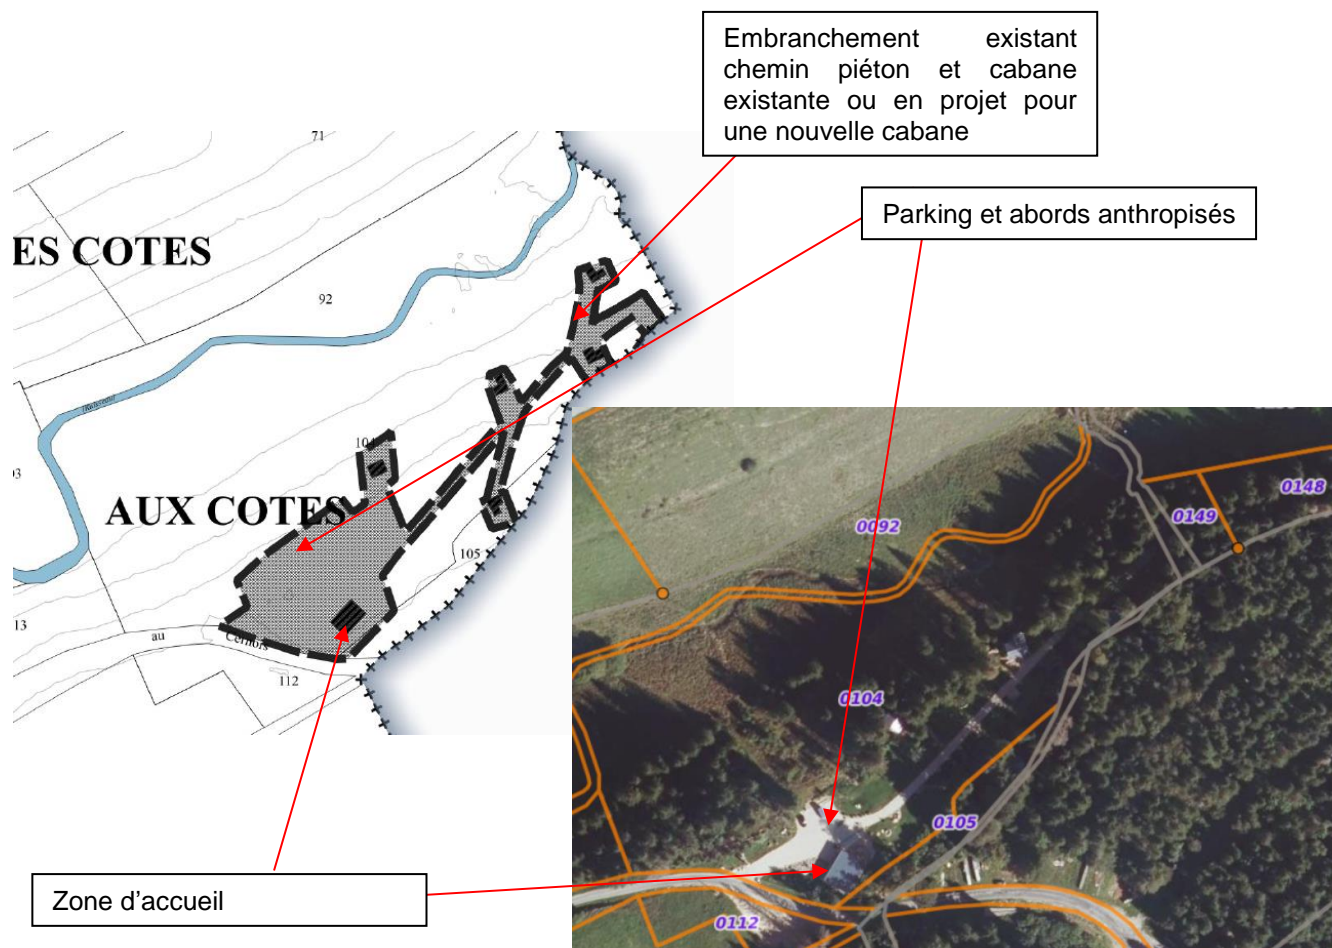 Embranchement existant
chemin piéton et cabane
existante ou en projet pour
une nouvelle cabane
Parking et abords anthropisés
71
ES COTES
92
104
AUX COTES
105
13
au Cernois
112
0148
0149
0092
0104
0105
0112
Zone d'accueil